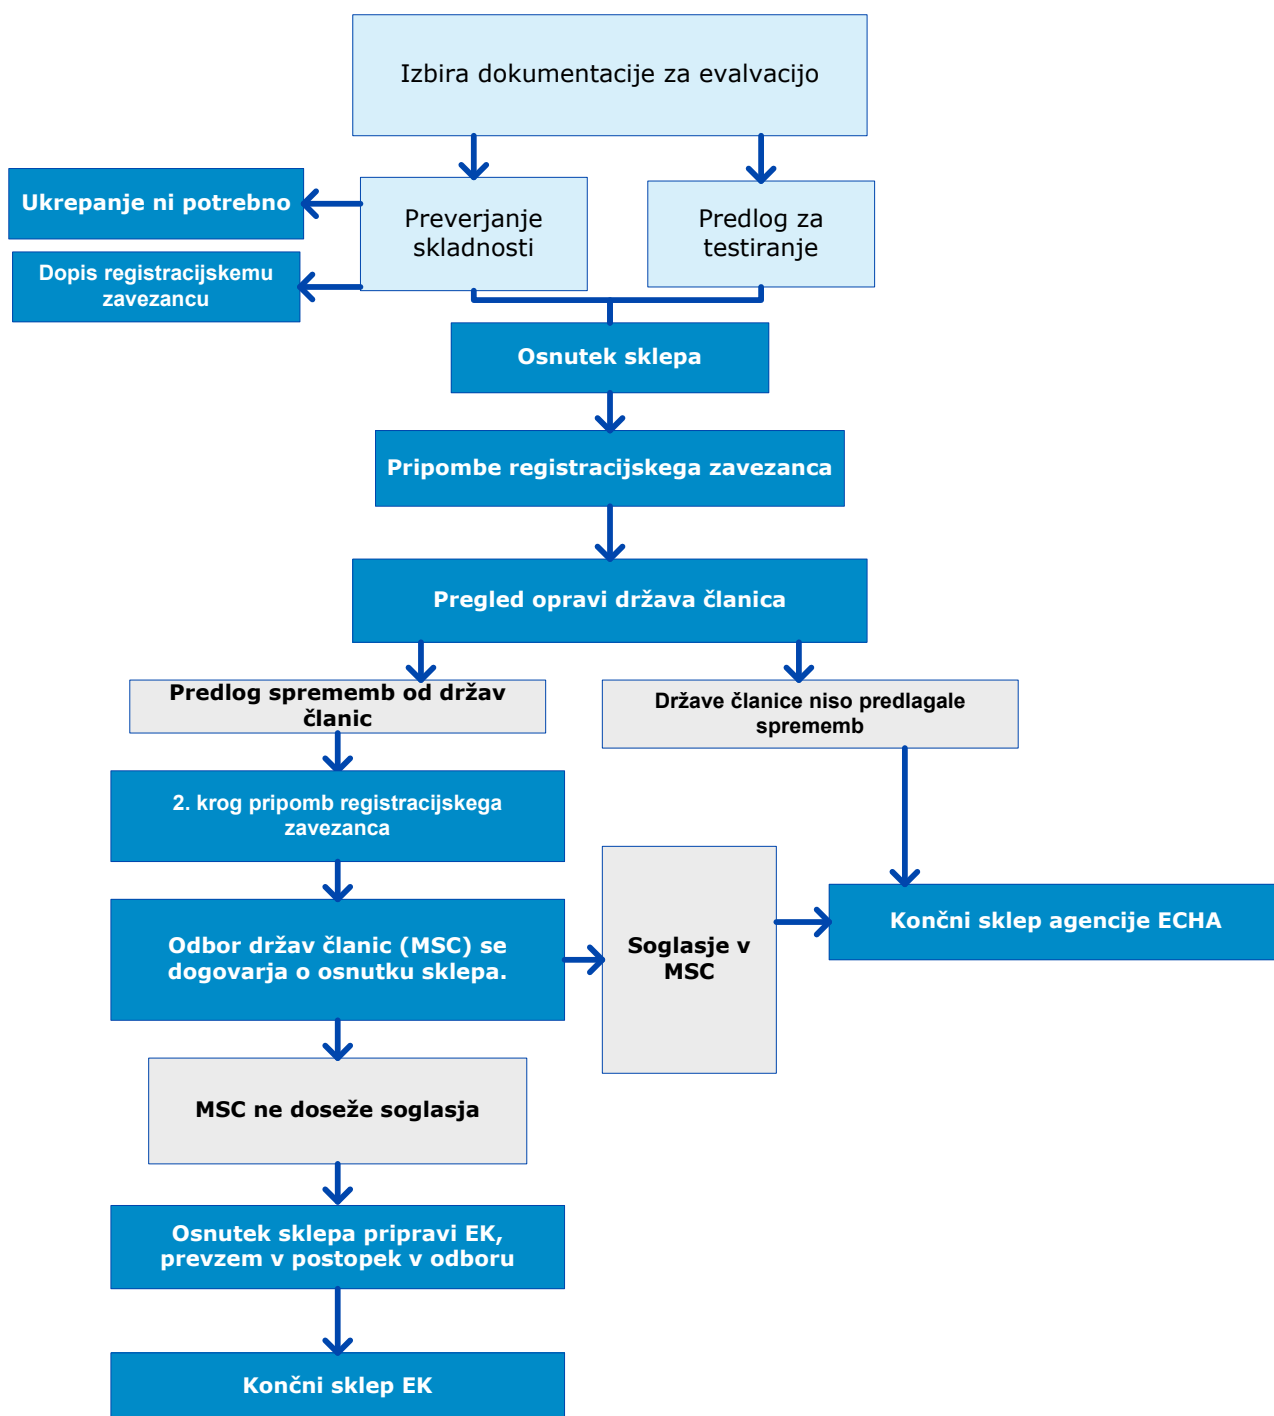 Izbira dokumentacije za evalvacijo
Ukrepanje ni potrebno
Preverjanje
skladnosti
Predlog za
testiranje
Dopis registracijskemu
zavezancu
Osnutek sklepa
Pripombe registracijskega zavezanca
Pregled opravi država članica
Predlog sprememb od držav
članic
Države članice niso predlagale
sprememb
2. krog pripomb registracijskega
zavezanca
Odbor držav članic (MSC) se
dogovarja o osnutku sklepa.
Soglasje v
MSC
Končni sklep agencije ECHA
MSC ne doseže soglasja
Osnutek sklepa pripravi EK,
prevzem v postopek v odboru
Končni sklep EK